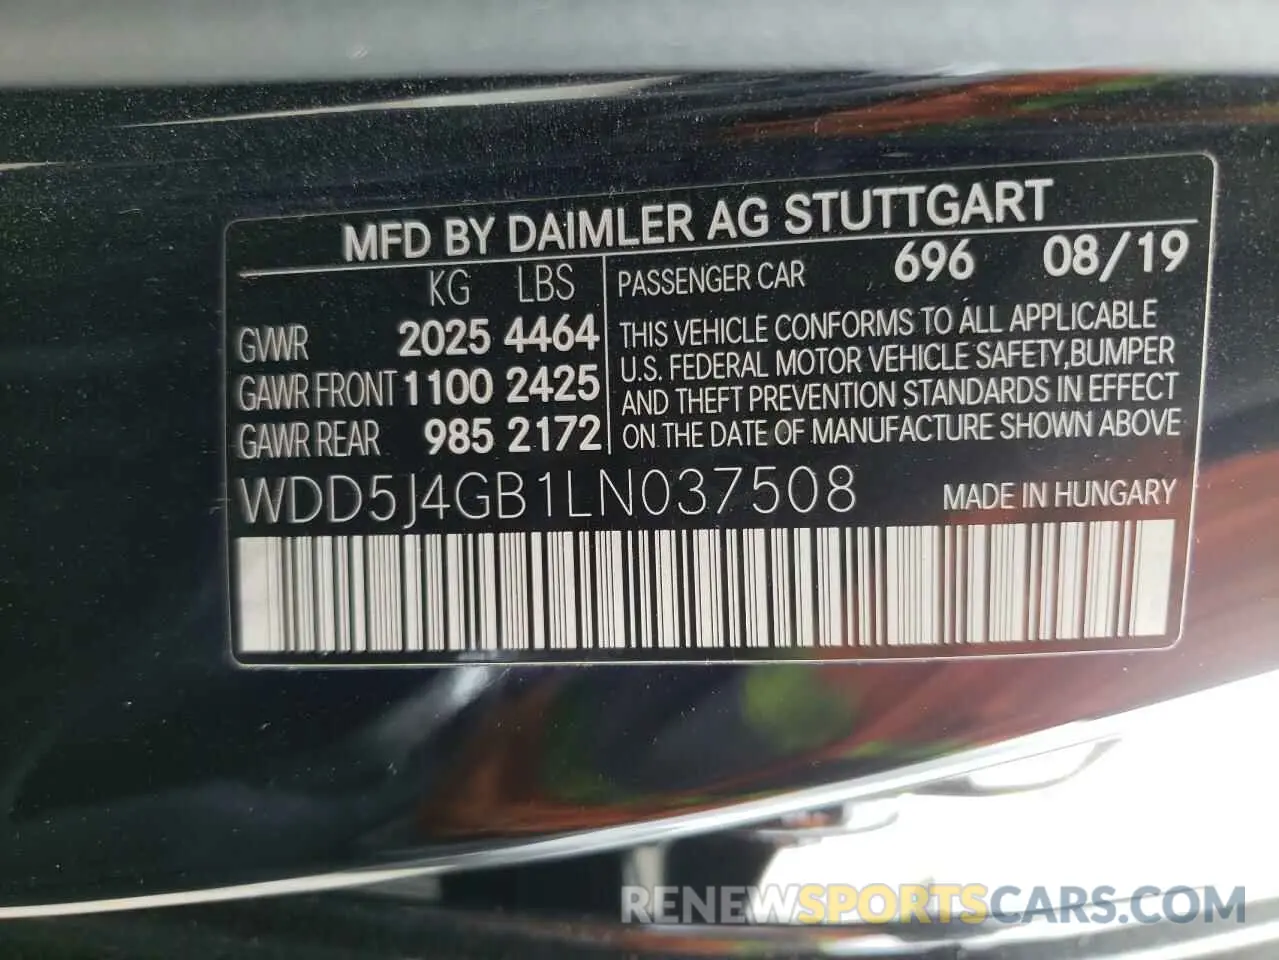 MFD BY DAIMLER AG STUTTGART
KG LBS
GVWR 2025 4464
GAWR FRONT 1100 2425
GAWR REAR 985 2172
PASSENGER CAR 696 08/19
THIS VEHICLE CONFORMS TO ALL APPLICABLE
U.S. FEDERAL MOTOR VEHICLE SAFETY,BUMPER
AND THEFT PREVENTION STANDARDS IN EFFECT
ON THE DATE OF MANUFACTURE SHOWN ABOVE
WDD5J4GB1LN037508 MADE IN HUNGARY
RENEWSPORTSCARS.COM